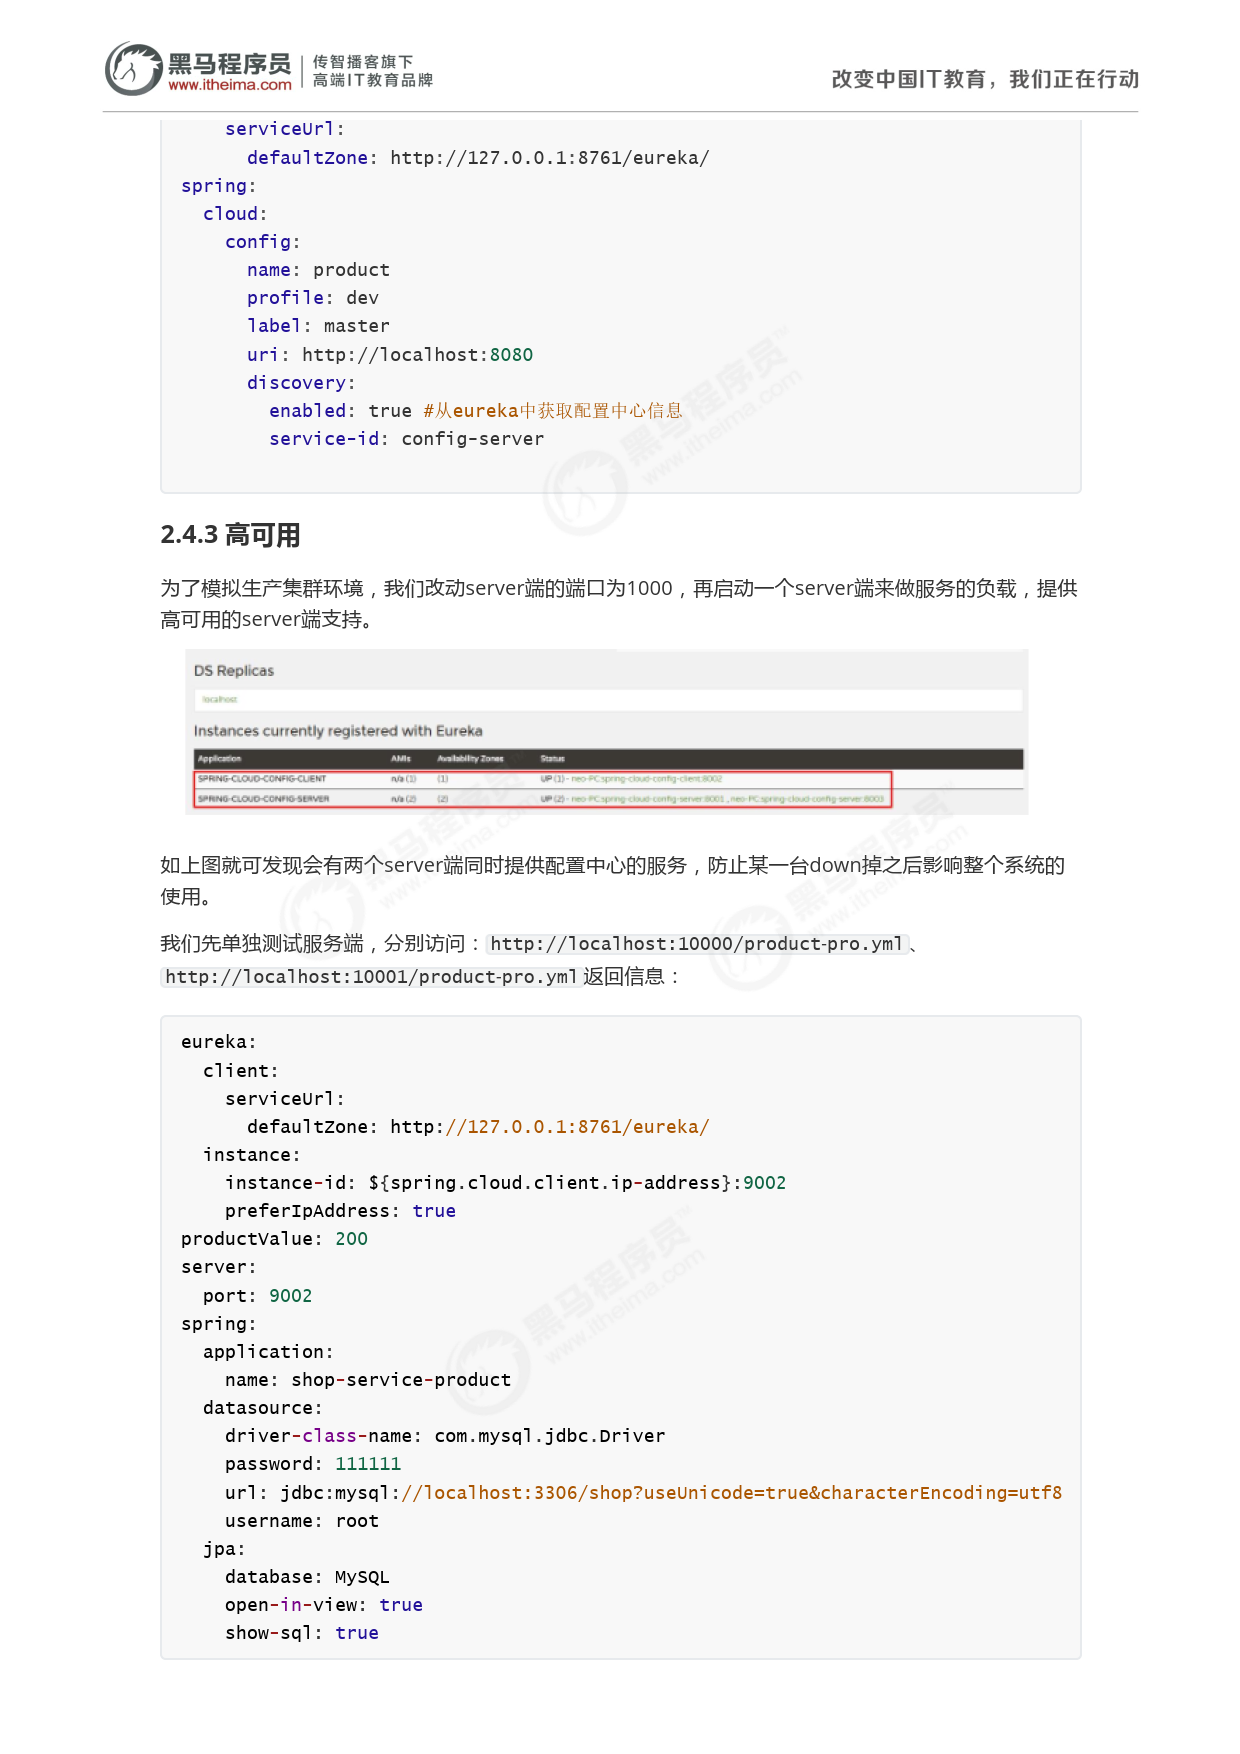 黑马程序员
www.itheima.com
传智播客旗下
高端IT教育品牌
改变中国IT教育，我们正在行动
    serviceUrl:
      defaultZone: http://127.0.0.1:8761/eureka/
spring:
  cloud:
    config:
      name: product
      profile: dev
      label: master
      uri: http://localhost:8080
      discovery:
        enabled: true #从eureka中获取配置中心信息
        service-id: config-server
2.4.3 高可用
为了模拟生产集群环境，我们改动server端的端口为1000，再启动一个server端来做服务的负载，提供
高可用的server端支持。
DS Replicas
localhost
Instances currently registered with Eureka
Application AMIs Availability Zones Status
SPRING-CLOUD-CONFIG-CLIENT n/a (1) (1) UP (1) - neo-PC:spring-cloud-config-client:8002
SPRING-CLOUD-CONFIG-SERVER n/a (2) (2) UP (2) - neo-PC:spring-cloud-config-server:8001 , neo-PC:spring-cloud-config-server:8003
如上图就可发现会有两个server端同时提供配置中心的服务，防止某一台down掉之后影响整个系统的
使用。
我们先单独测试服务端，分别访问：http://localhost:10000/product-pro.yml、
http://localhost:10001/product-pro.yml返回信息：
eureka:
  client:
    serviceUrl:
      defaultZone: http://127.0.0.1:8761/eureka/
  instance:
    instance-id: ${spring.cloud.client.ip-address}:9002
    preferIpAddress: true
productValue: 200
server:
  port: 9002
spring:
  application:
    name: shop-service-product
  datasource:
    driver-class-name: com.mysql.jdbc.Driver
    password: 111111
    url: jdbc:mysql://localhost:3306/shop?useUnicode=true&characterEncoding=utf8
    username: root
  jpa:
    database: MySQL
    open-in-view: true
    show-sql: true